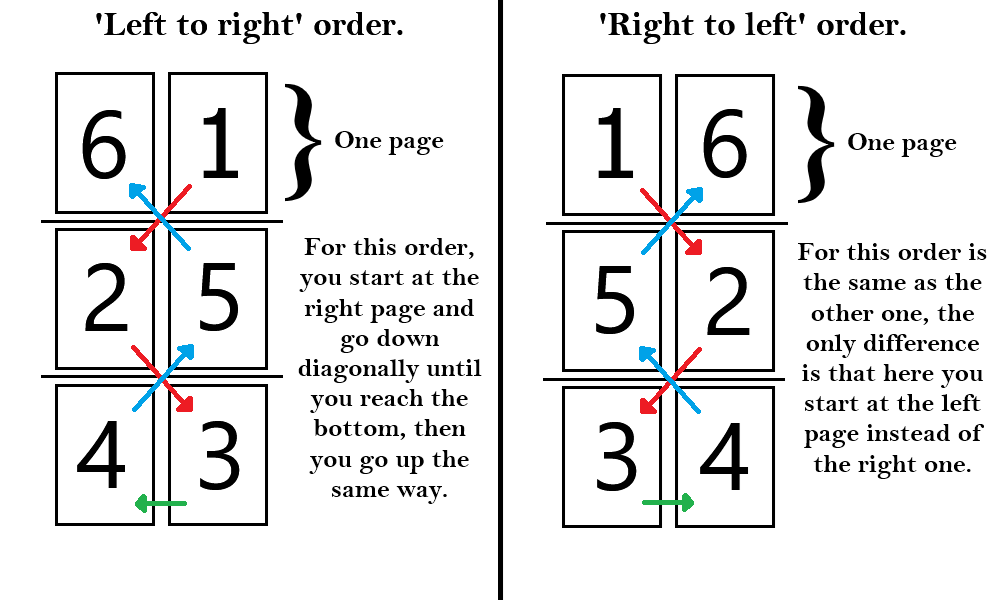 'Left to right' order.
6 1
One page
2 5
4 3
For this order,
you start at the
right page and
go down
diagonally until
you reach the
bottom, then
you go up the
same way.
'Right to left' order.
1 6
One page
5 2
3 4
For this order is
the same as the
other one, the
only difference
is that here you
start at the left
page instead of
the right one.